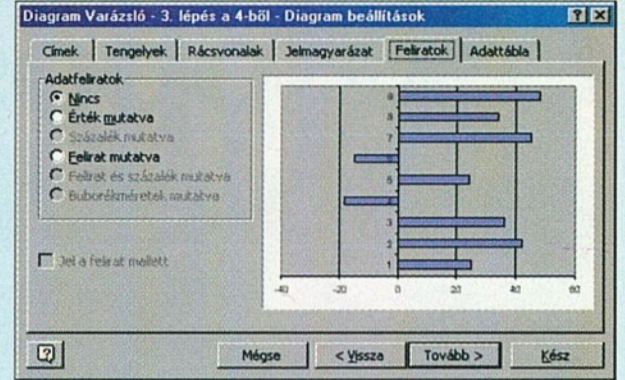 Diagram Varázsló - 3. lépés a 4-ből - Diagram beállítások
Címek Tengelyek Rácsvonalak Jelmagyarázat Feliratok Adattábla
Adatfeliratok
Nincs
Érték mutatva
Százalék mutatva
Felirat mutatva
Felirat és százalék mutatva
Buborékméretek mutatva
Jel a felirat mellett
9
8
7
5
3
2
1
-40 -20 0 20 40 60
Mégse < Vissza Tovább > Kész